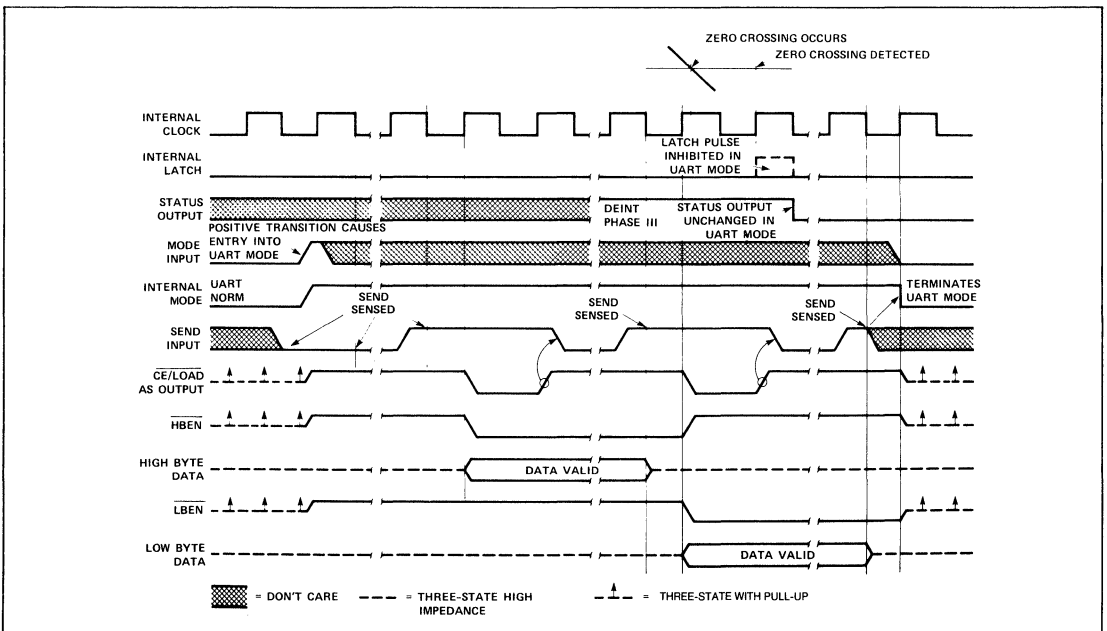 ZERO CROSSING OCCURS
ZERO CROSSING DETECTED
INTERNAL
CLOCK
LATCH PULSE
INHIBITED IN
UART MODE
INTERNAL
LATCH
STATUS
OUTPUT
DEINT
PHASE III
STATUS OUTPUT
UNCHANGED IN
UART MODE
POSITIVE TRANSITION CAUSES
ENTRY INTO
UART MODE
MODE
INPUT
INTERNAL
MODE
UART
NORM
SEND
SENSED
SEND
SENSED
SEND
SENSED
TERMINATES
UART MODE
SEND
INPUT
CE/LOAD
AS OUTPUT
HBEN
HIGH BYTE
DATA
DATA VALID
LBEN
LOW BYTE
DATA
DATA VALID
= DON'T CARE
= THREE-STATE HIGH
IMPEDANCE
= THREE-STATE WITH PULL-UP